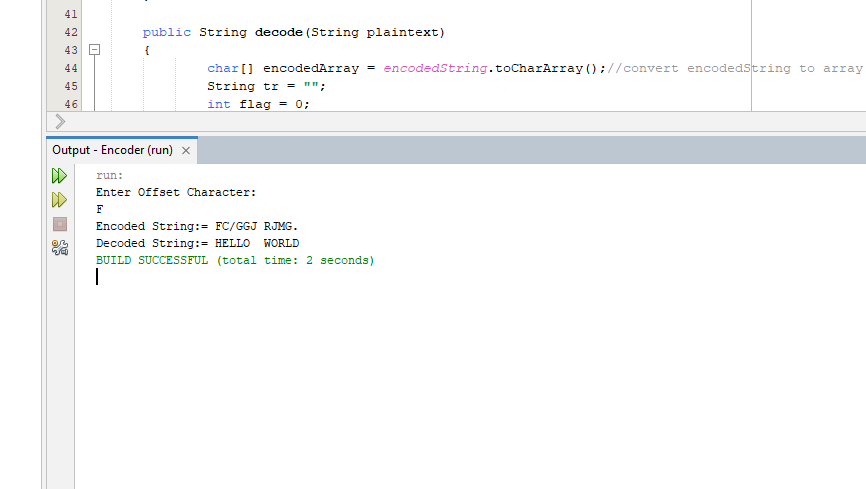 41
42 public String decode(String plaintext)
43 {
44 char[] encodedArray = encodedString.toCharArray();//convert encodedString to array
45 String tr = "";
46 int flag = 0;
Output - Encoder (run) ×
run:
Enter Offset Character:
F
Encoded String:= FC/GGJ RJMG.
Decoded String:= HELLO  WORLD
BUILD SUCCESSFUL (total time: 2 seconds)